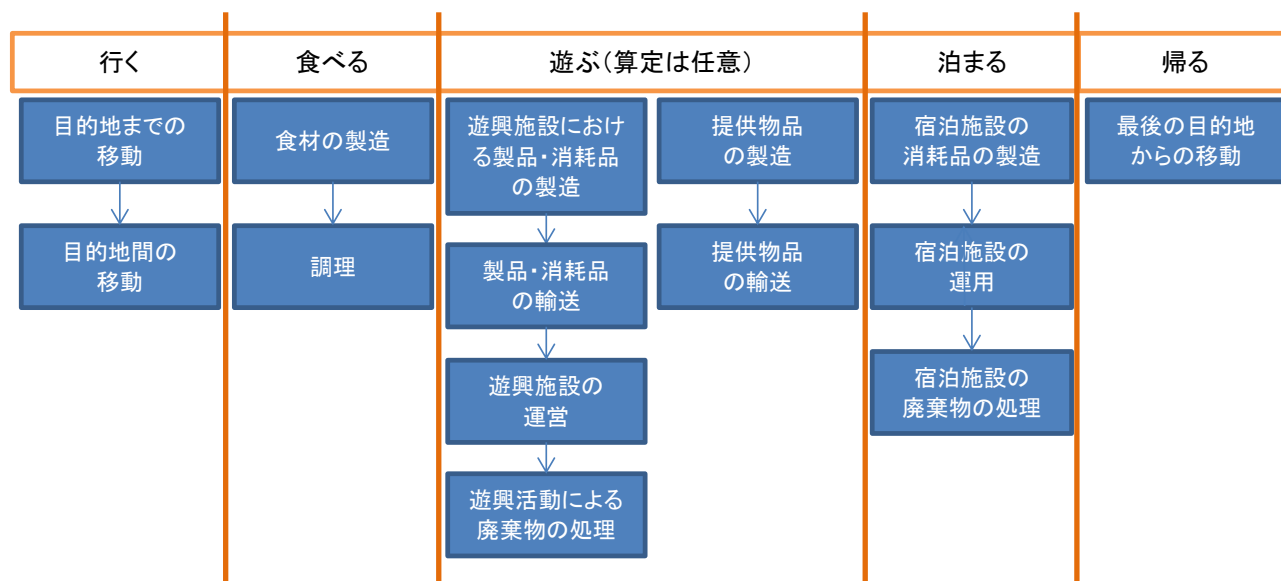 行く
食べる
遊ぶ（算定は任意）
泊まる
帰る
目的地までの
移動
目的地間の
移動
食材の製造
調理
遊興施設におけ
る製品・消耗品
の製造
製品・消耗品
の輸送
遊興施設の
運営
遊興活動による
廃棄物の処理
提供物品
の製造
提供物品
の輸送
宿泊施設の
消耗品の製造
宿泊施設の
運用
宿泊施設の
廃棄物の処理
最後の目的地
からの移動